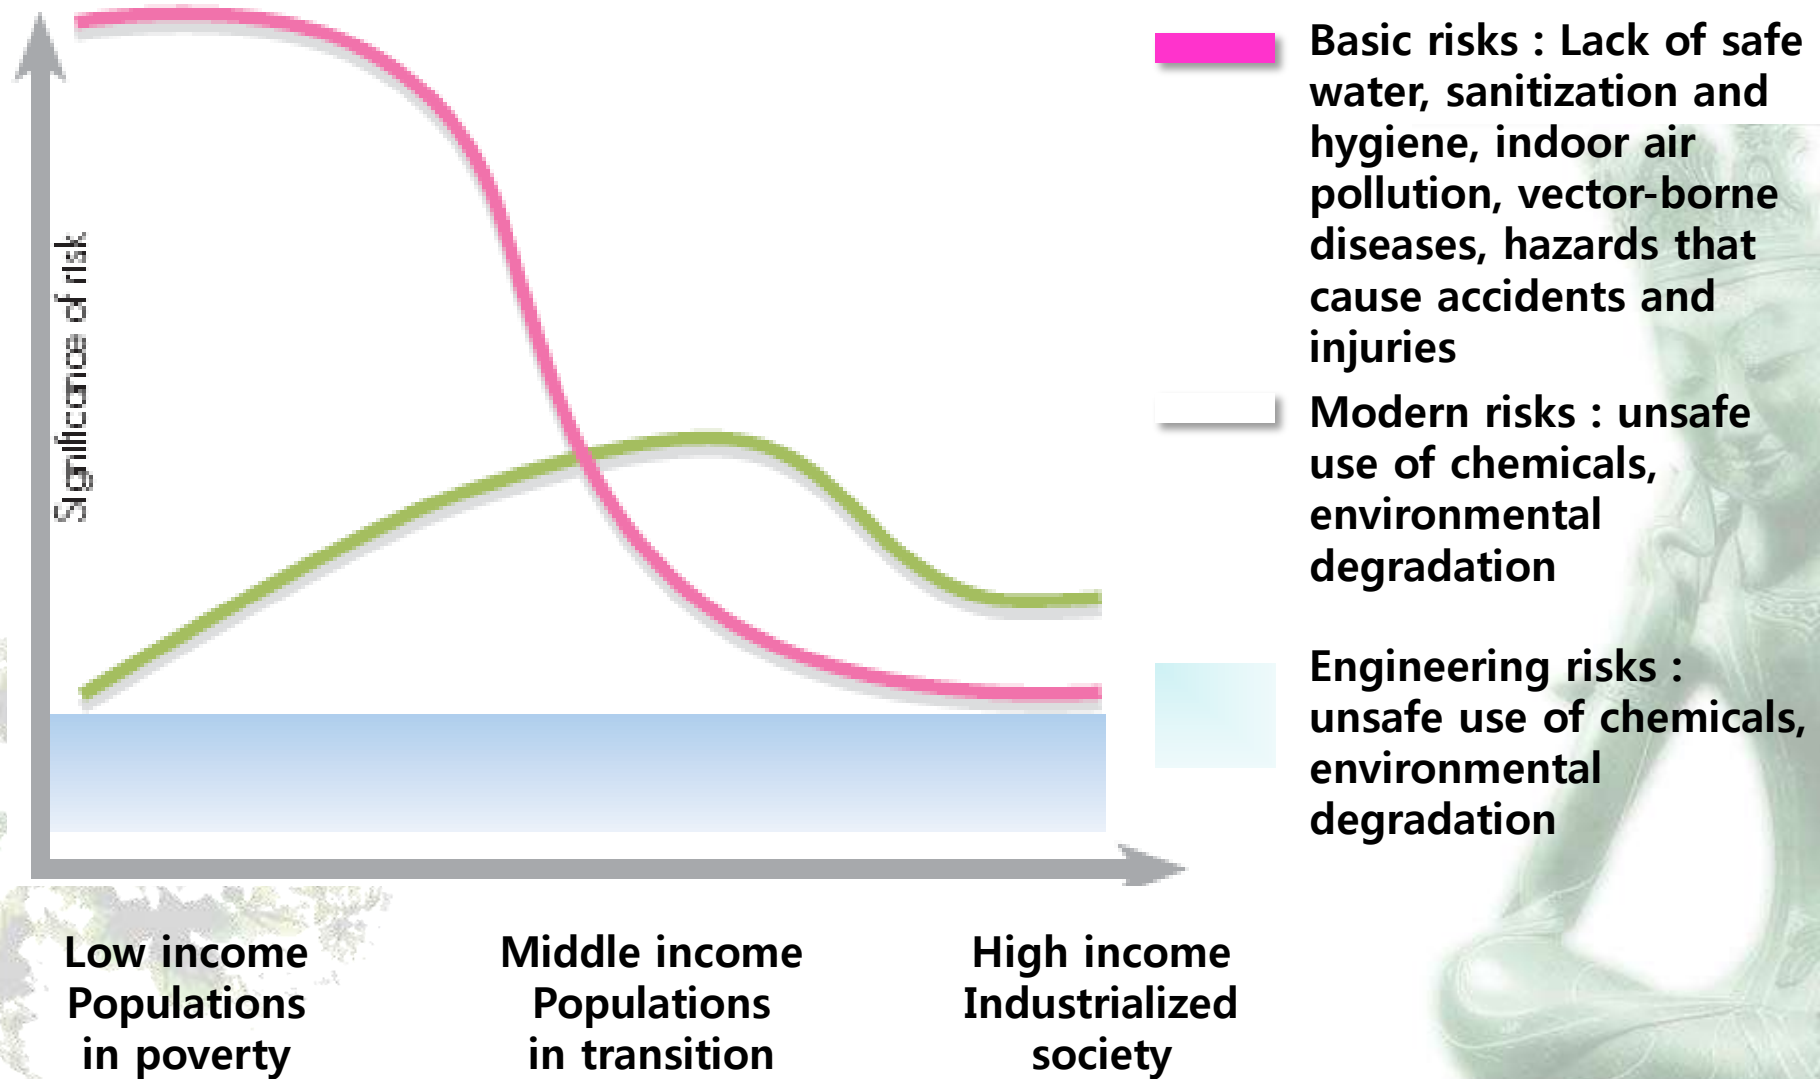 Significance of risk
Basic risks : Lack of safe
water, sanitization and
hygiene, indoor air
pollution, vector-borne
diseases, hazards that
cause accidents and
injuries
Modern risks : unsafe
use of chemicals,
environmental
degradation
Engineering risks :
unsafe use of chemicals,
environmental
degradation
Low income
Populations
in poverty
Middle income
Populations
in transition
High income
Industrialized
society